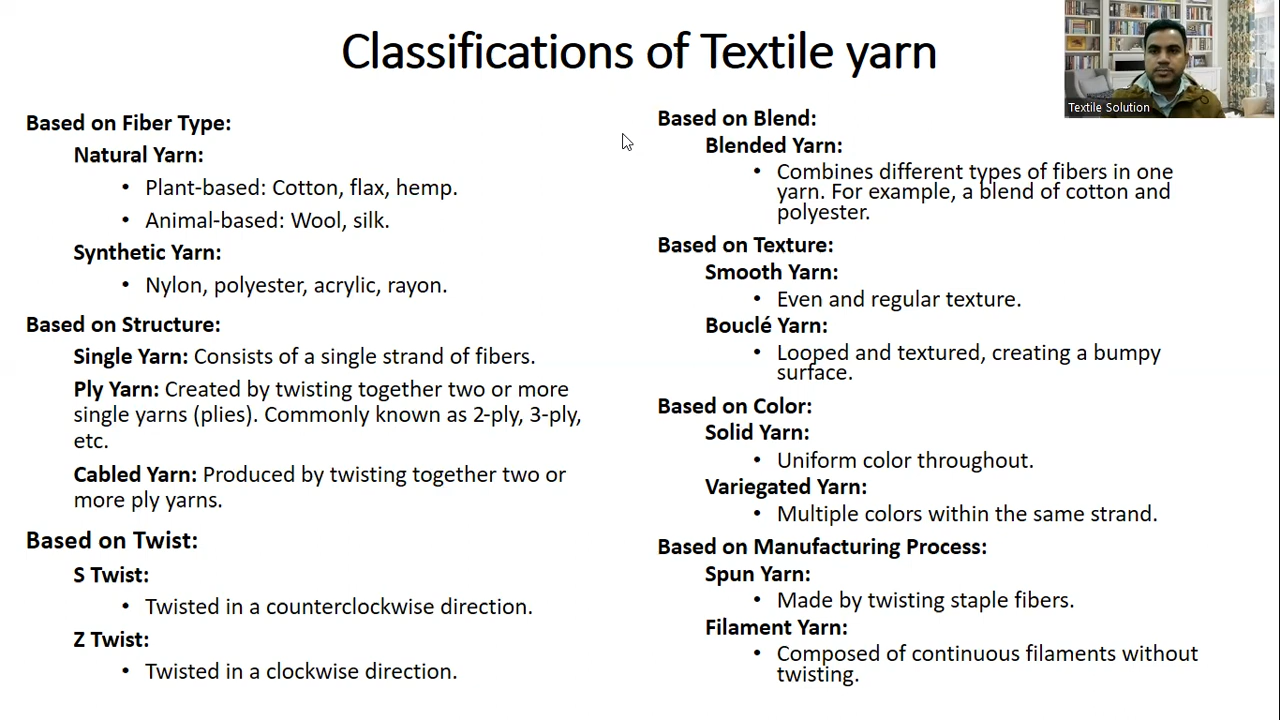 Classifications of Textile yarn
Textile Solution
Based on Fiber Type:
Natural Yarn:
• Plant-based: Cotton, flax, hemp.
• Animal-based: Wool, silk.
Synthetic Yarn:
• Nylon, polyester, acrylic, rayon.
Based on Structure:
Single Yarn: Consists of a single strand of fibers.
Ply Yarn: Created by twisting together two or more
single yarns (plies). Commonly known as 2-ply, 3-ply,
etc.
Cabled Yarn: Produced by twisting together two or
more ply yarns.
Based on Twist:
S Twist:
• Twisted in a counterclockwise direction.
Z Twist:
• Twisted in a clockwise direction.
Based on Blend:
Blended Yarn:
• Combines different types of fibers in one
yarn. For example, a blend of cotton and
polyester.
Based on Texture:
Smooth Yarn:
• Even and regular texture.
Bouclé Yarn:
• Looped and textured, creating a bumpy
surface.
Based on Color:
Solid Yarn:
• Uniform color throughout.
Variegated Yarn:
• Multiple colors within the same strand.
Based on Manufacturing Process:
Spun Yarn:
• Made by twisting staple fibers.
Filament Yarn:
• Composed of continuous filaments without
twisting.